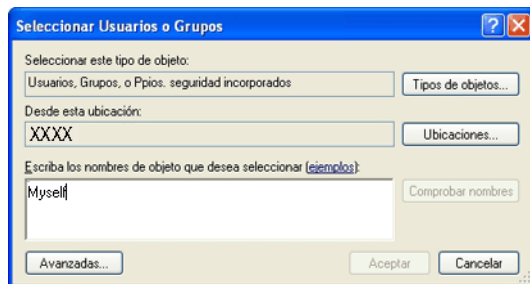 Seleccionar Usuarios o Grupos
Seleccionar este tipo de objeto:
Usuarios, Grupos, o Ppios. seguridad incorporados
Tipos de objetos...
Desde esta ubicación:
XXXX
Ubicaciones...
Escriba los nombres de objeto que desea seleccionar (ejemplos):
Myself
Comprobar nombres
Avanzadas...
Aceptar
Cancelar